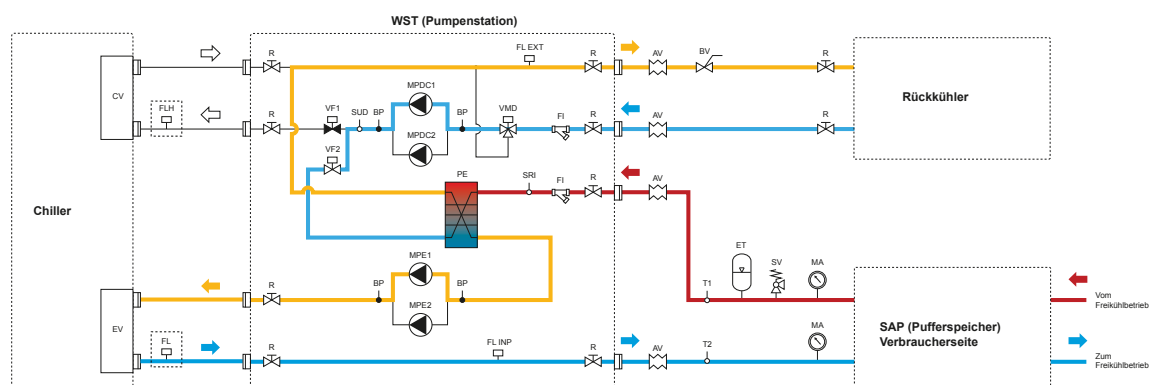 WST (Pumpenstation)
FL EXT
R
R
AV
BV
R
CV
FLH
R
VF1
SUD
BP
MPDC1
MPDC2
BP
VMD
FI
R
AV
R
Rückkühler
VF2
PE
SRI
FI
R
AV
Chiller
ET
SV
MA
T1
MPE1
MPE2
R
BP
BP
Vom
Freikühlbetrieb
EV
FL
R
FL INP
R
AV
T2
MA
SAP (Pufferspeicher)
Verbraucherseite
Zum
Freikühlbetrieb